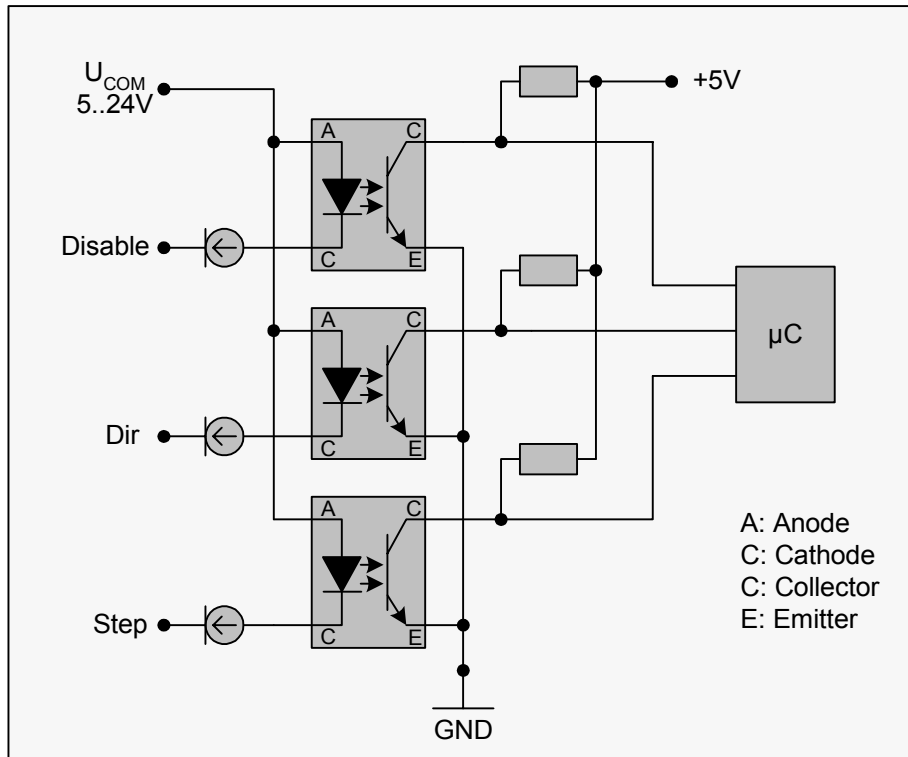 U_COM
5..24V
+5V
A
C
Disable
C
E
A
C
µC
Dir
C
E
A
C
A: Anode
C: Cathode
C: Collector
E: Emitter
Step
C
E
GND